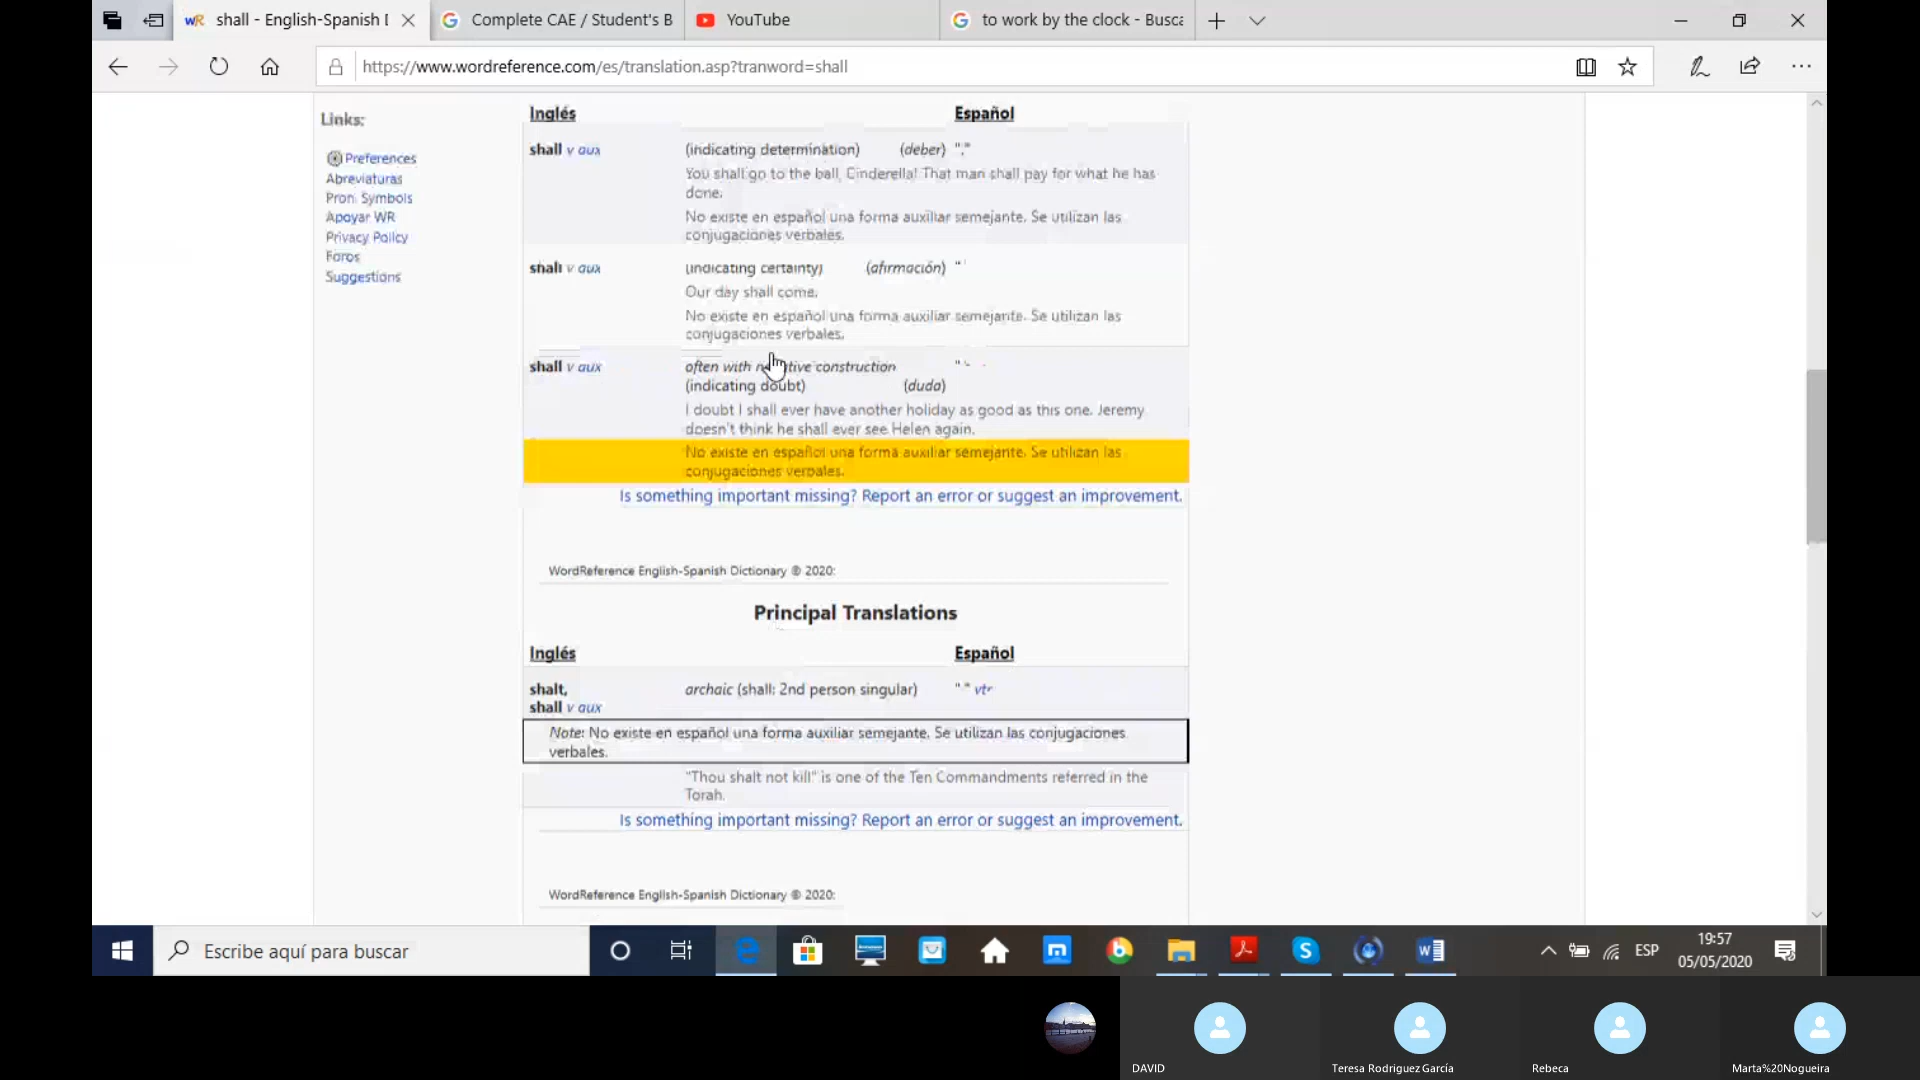 shall - English-Spanish D
Complete CAE / Student's B
YouTube
to work by the clock - Busca
https://www.wordreference.com/es/translation.asp?tranword=shall
Links:
Preferences
Abreviaturas
Pron. Symbols
Apoyar WR
Privacy Policy
Foros
Suggestions
Inglés Español
shall v aux (indicating determination) (deber) "."
You shall go to the ball, Cinderella! That man shall pay for what he has
done.
No existe en español una forma auxiliar semejante. Se utilizan las
conjugaciones verbales.
shall v aux (indicating certainty) (afirmación) "
Our day shall come.
No existe en español una forma auxiliar semejante. Se utilizan las
conjugaciones verbales.
shall v aux often with negative construction "
(indicating doubt) (duda)
I doubt I shall ever have another holiday as good as this one. Jeremy
doesn't think he shall ever see Helen again.
No existe en español una forma auxiliar semejante. Se utilizan las
conjugaciones verbales.
Is something important missing? Report an error or suggest an improvement.
WordReference English-Spanish Dictionary © 2020:
Principal Translations
Inglés Español
shalt, archaic (shall: 2nd person singular) " " vtr
shall v aux
Note: No existe en español una forma auxiliar semejante. Se utilizan las conjugaciones
verbales.
"Thou shalt not kill" is one of the Ten Commandments referred in the
Torah.
Is something important missing? Report an error or suggest an improvement.
WordReference English-Spanish Dictionary © 2020:
Escribe aquí para buscar
ESP
19:57
05/05/2020
DAVID
Teresa Rodriguez García
Rebeca
Marta%20Nogueira